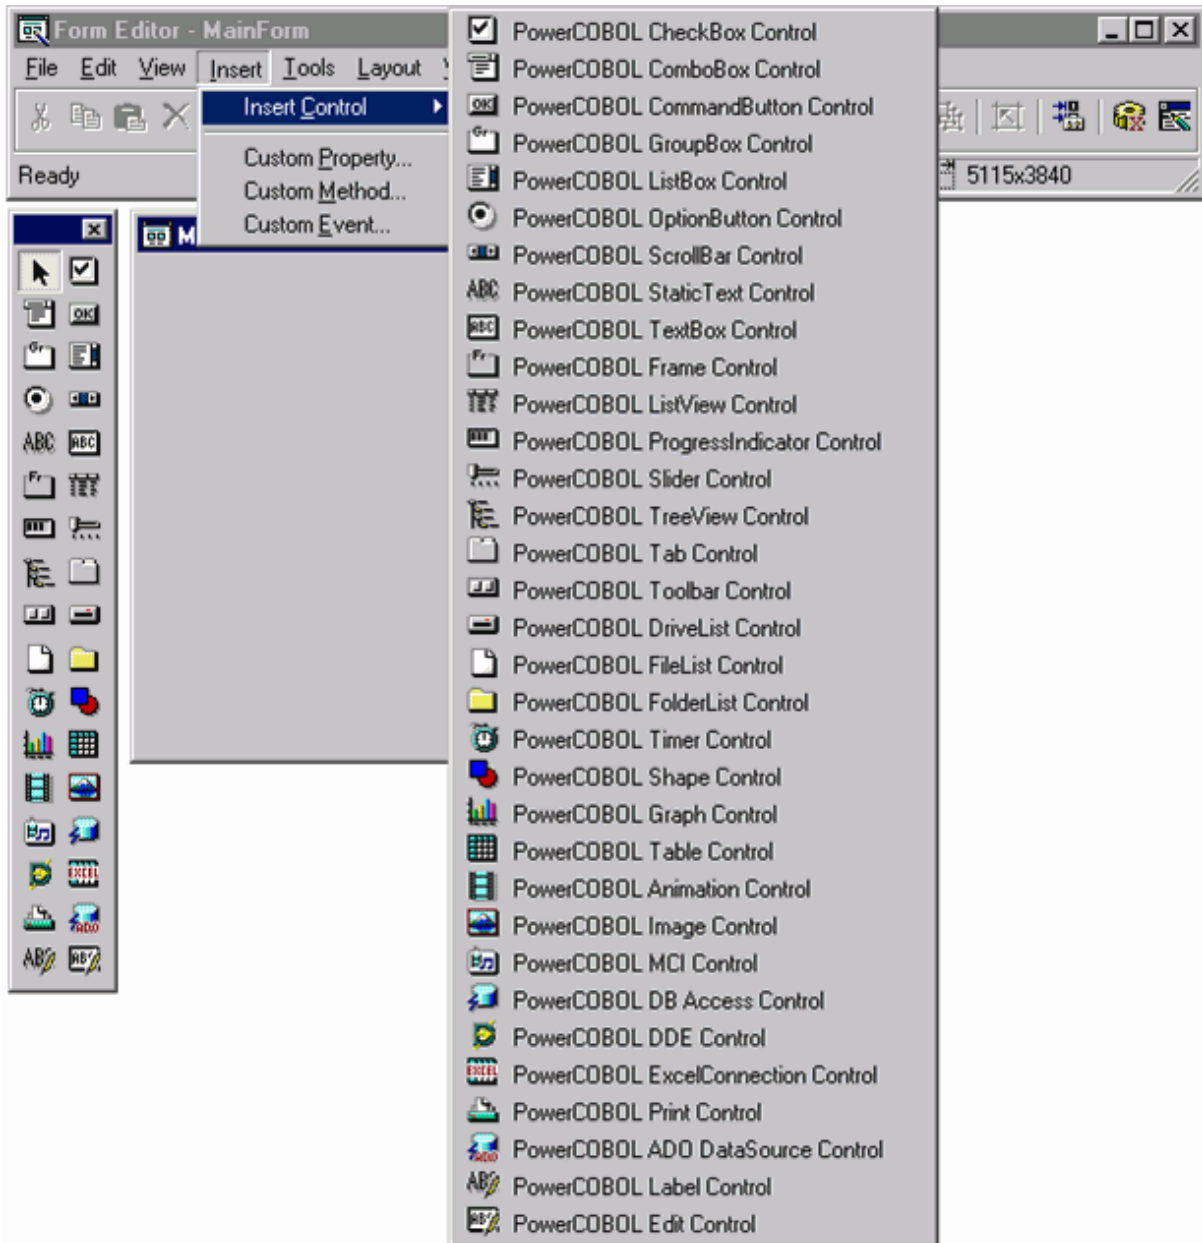 Form Editor - MainForm
File Edit View Insert Tools Layout
Insert Control
Custom Property...
Custom Method...
Custom Event...
Ready
5115x3840
M
PowerCOBOL CheckBox Control
PowerCOBOL ComboBox Control
PowerCOBOL CommandButton Control
PowerCOBOL GroupBox Control
PowerCOBOL ListBox Control
PowerCOBOL OptionButton Control
PowerCOBOL ScrollBar Control
PowerCOBOL StaticText Control
PowerCOBOL TextBox Control
PowerCOBOL Frame Control
PowerCOBOL ListView Control
PowerCOBOL ProgressIndicator Control
PowerCOBOL Slider Control
PowerCOBOL TreeView Control
PowerCOBOL Tab Control
PowerCOBOL Toolbar Control
PowerCOBOL DriveList Control
PowerCOBOL FileList Control
PowerCOBOL FolderList Control
PowerCOBOL Timer Control
PowerCOBOL Shape Control
PowerCOBOL Graph Control
PowerCOBOL Table Control
PowerCOBOL Animation Control
PowerCOBOL Image Control
PowerCOBOL MCI Control
PowerCOBOL DB Access Control
PowerCOBOL DDE Control
PowerCOBOL ExcelConnection Control
PowerCOBOL Print Control
PowerCOBOL ADO DataSource Control
PowerCOBOL Label Control
PowerCOBOL Edit Control